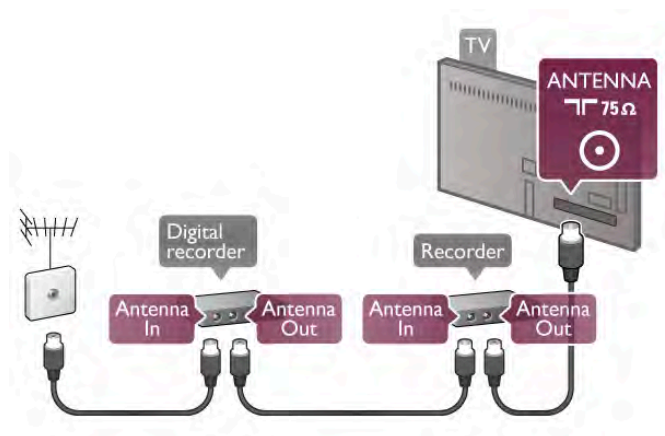 TV
ANTENNA
75Ω
Digital
recorder
Recorder
Antenna
In
Antenna
Out
Antenna
In
Antenna
Out